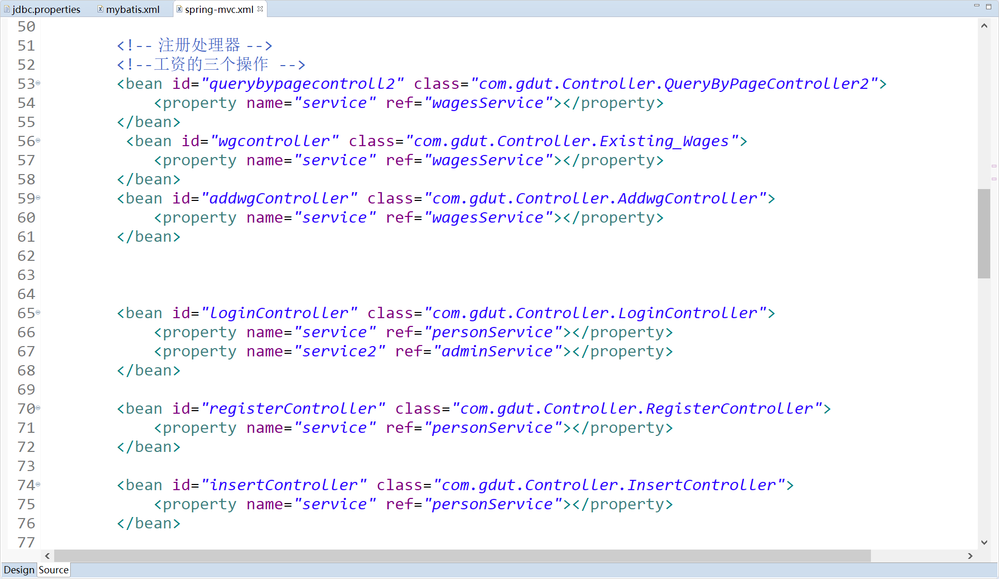 jdbc.properties mybatis.xml spring-mvc.xml
50
51 <!-- 注册处理器 -->
52 <!--工资的三个操作 -->
53 <bean id="querybypagecontroll2" class="com.gdut.Controller.QueryByPageController2">
54 <property name="service" ref="wagesService"></property>
55 </bean>
56 <bean id="wgcontroller" class="com.gdut.Controller.Existing_Wages">
57 <property name="service" ref="wagesService"></property>
58 </bean>
59 <bean id="addwgController" class="com.gdut.Controller.AddwgController">
60 <property name="service" ref="wagesService"></property>
61 </bean>
62
63
64
65 <bean id="loginController" class="com.gdut.Controller.LoginController">
66 <property name="service" ref="personService"></property>
67 <property name="service2" ref="adminService"></property>
68 </bean>
69
70 <bean id="registerController" class="com.gdut.Controller.RegisterController">
71 <property name="service" ref="personService"></property>
72 </bean>
73
74 <bean id="insertController" class="com.gdut.Controller.InsertController">
75 <property name="service" ref="personService"></property>
76 </bean>
77
Design Source